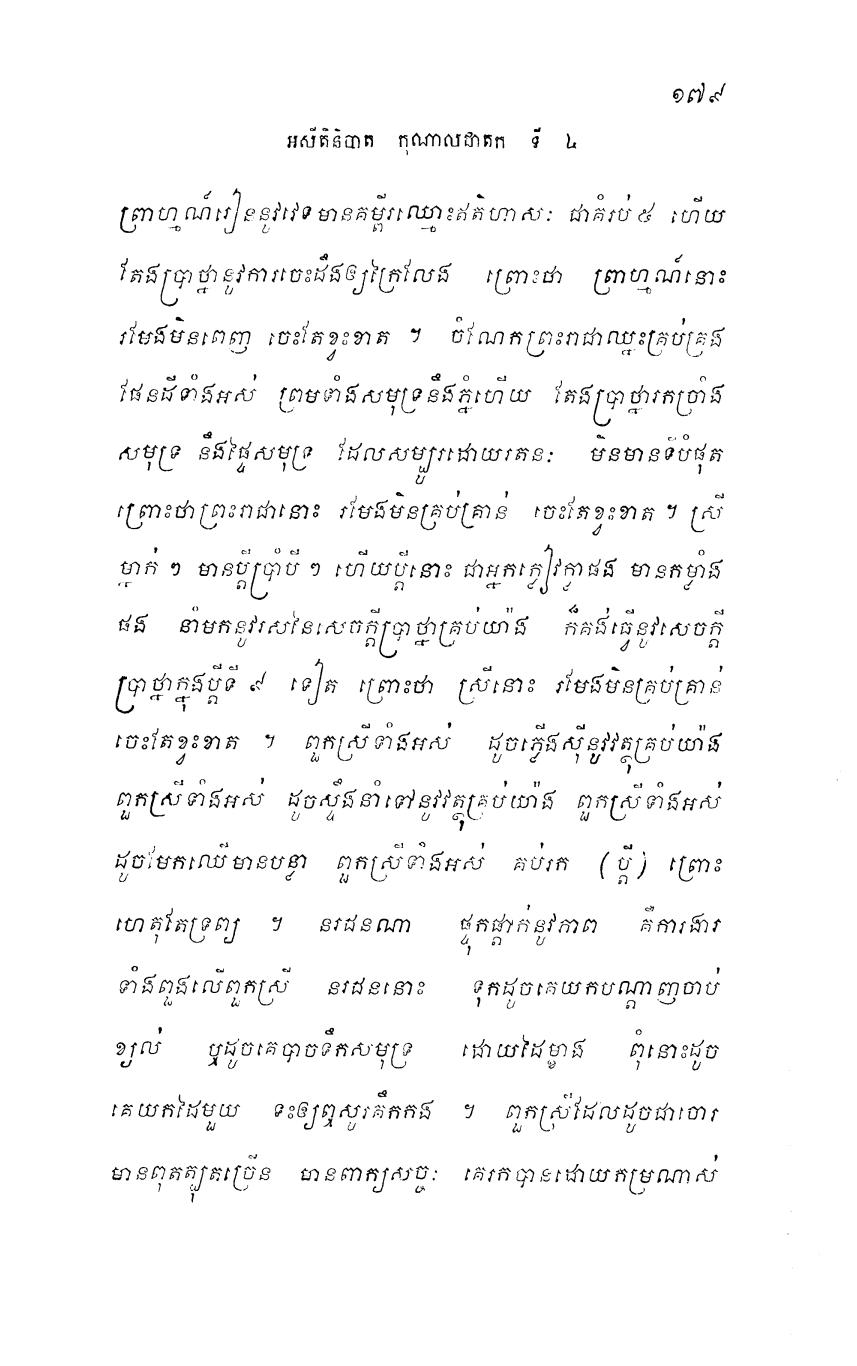 ១៧៩
អសីតិនិបាត កុណាលជាតក ទី ៤
ព្រាហ្មណ៍រៀននូវវេទមានគម្ពីរឈ្មោះឥតិហាសៈ ជាគំរប់ ៥ ហើយ
តែងប្រាថ្នានូវការចេះដឹងឲ្យក្រៃលែង ព្រោះថា ព្រាហ្មណ៍នោះ
រមែងមិនពេញ ចេះតែខ្វះខាត ។ ចំណែកព្រះរាជាឈ្នះគ្រប់គ្រង
ផែនដីទាំងអស់ ព្រមទាំងសមុទ្រនឹងភ្នំហើយ តែងប្រាថ្នារកច្រាំង
សមុទ្រ នឹងផ្ទៃសមុទ្រ ដែលសម្បូរដោយរតនៈ មិនមានទីបំផុត
ព្រោះថាព្រះរាជានោះ រមែងមិនគ្រប់គ្រាន់ ចេះតែខ្វះខាត ។ ស្រី
ម្នាក់ ៗ មានប្តីប្រាំបី ៗ ហើយប្តីនោះ ជាអ្នកក្លៀវក្លាផង មានកម្លាំង
ផង នាំមកនូវរសនៃសេចក្តីប្រាថ្នាគ្រប់យ៉ាង ក៏គង់ធ្វើនូវសេចក្តី
ប្រាថ្នាក្នុងប្តីទី ៩ ទៀត ព្រោះថា ស្រីនោះ រមែងមិនគ្រប់គ្រាន់
ចេះតែខ្វះខាត ។ ពួកស្រីទាំងអស់ ដូចភ្លើងស៊ីនូវវត្ថុគ្រប់យ៉ាង
ពួកស្រីទាំងអស់ ដូចស្ទឹងនាំទៅនូវវត្ថុគ្រប់យ៉ាង ពួកស្រីទាំងអស់
ដូចមែកឈើមានបន្លា ពួកស្រីទាំងអស់ គប់រក (ប្តី) ព្រោះ
ហេតុតែទ្រព្យ ។ នរជនណា ផ្ទុកផ្តាក់នូវភាព គឺការងារ
ទាំងពួងលើពួកស្រី នរជននោះ ទុកដូចគេយកបណ្តាញចាប់
ខ្យល់ ឬដូចគេបាចទឹកសមុទ្រ ដោយដៃម្ខាង ពុំនោះដូច
គេយកដៃមួយ ទះឲ្យឮសូរគឹកកង ។ ពួកស្រីដែលដូចជាចោរ
មានពុតត្បុតច្រើន មានពាក្យសច្ចៈ គេរកបានដោយកម្រណាស់